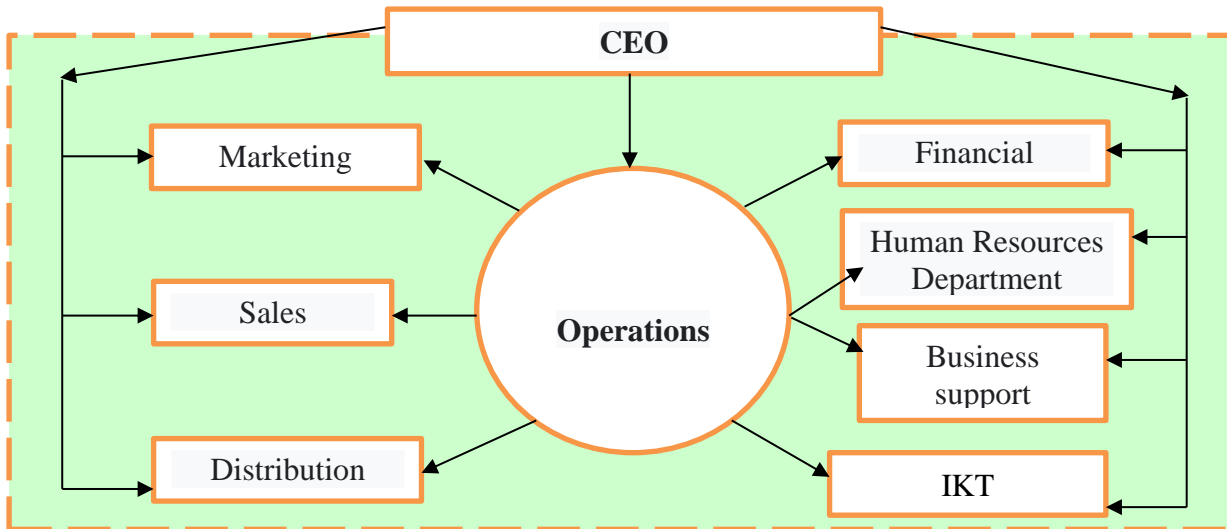 CEO
Marketing
Financial
Human Resources
Department
Sales
Operations
Business
support
Distribution
IKT